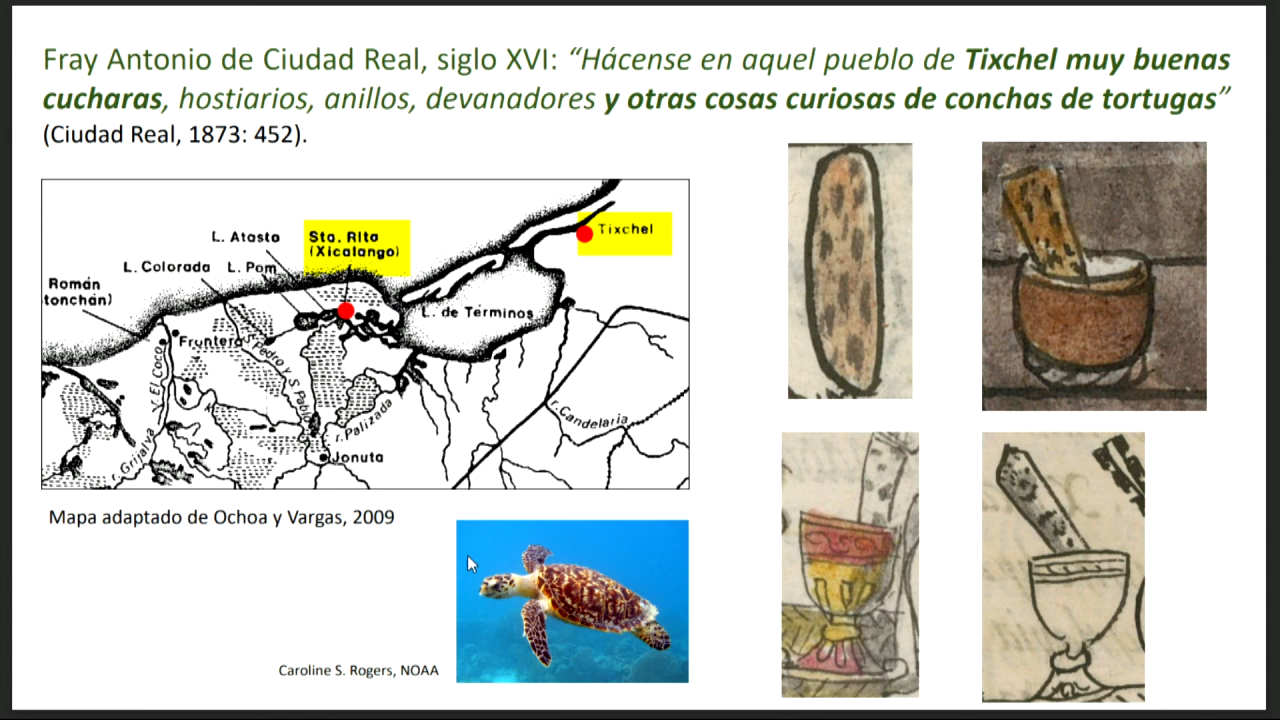 Fray Antonio de Ciudad Real, siglo XVI: “Hácense en aquel pueblo de Tixchel muy buenas
cucharas, hostiarios, anillos, devanadores y otras cosas curiosas de conchas de tortugas”
(Ciudad Real, 1873: 452).
L. Atasta
Sta. Rita
(Xicalango)
Tixchel
L. Colorada
L. Pom
Román
tonchán)
L. de Términos
Frontera
S. Pedro y S. Pablo
r. El Coco
r. Grijalva
r. Palizada
r. Candelaria
Jonuta
Mapa adaptado de Ochoa y Vargas, 2009
Caroline S. Rogers, NOAA